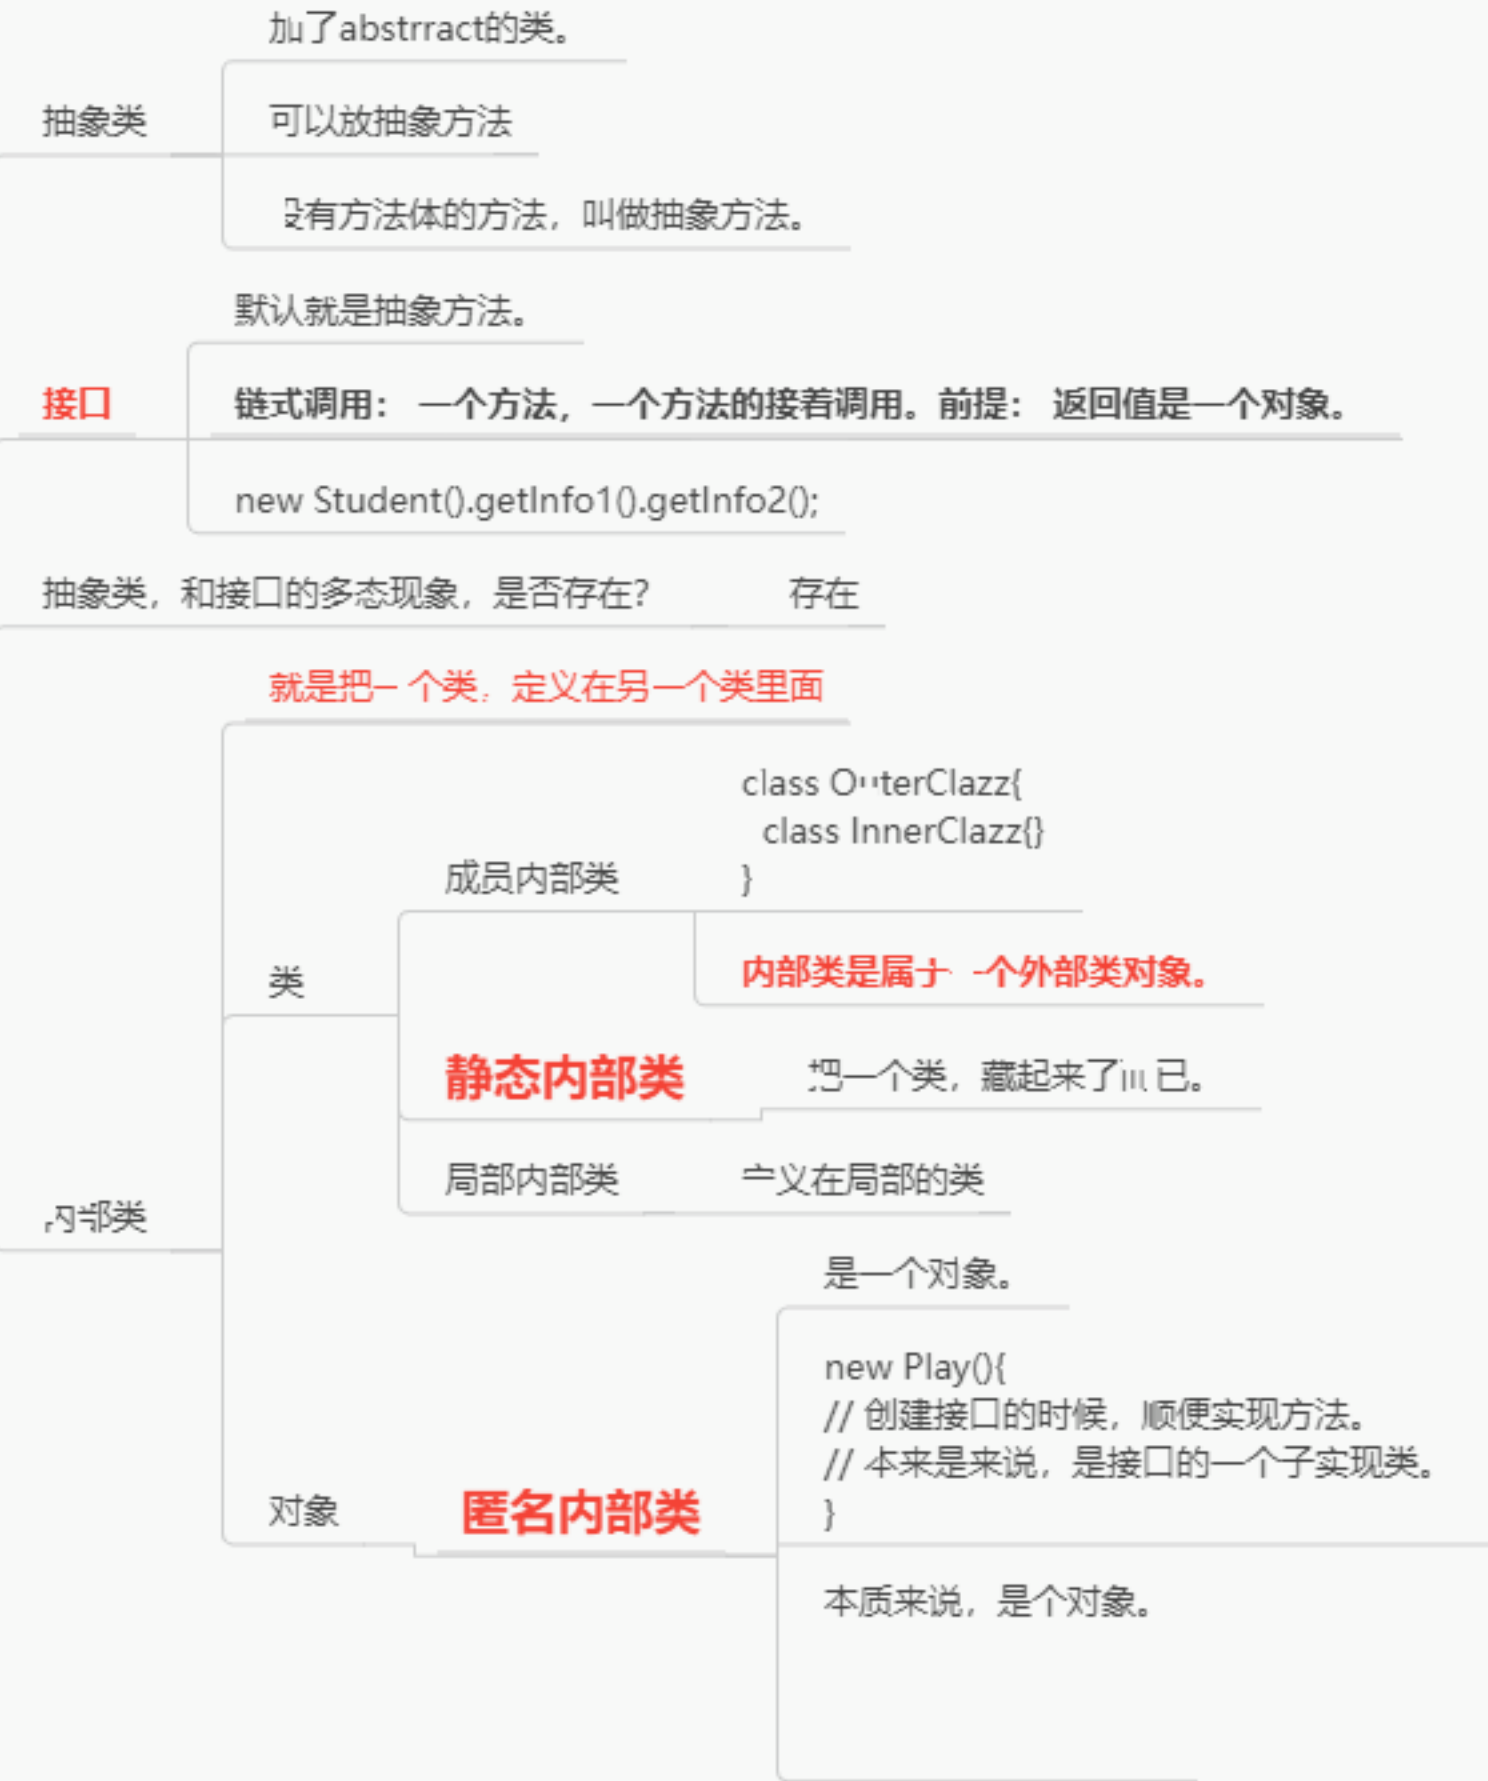 加了abstrract的类。
抽象类
可以放抽象方法
没有方法体的方法，叫做抽象方法。
默认就是抽象方法。
接口
链式调用： 一个方法，一个方法的接着调用。前提： 返回值是一个对象。
new Student().getInfo1().getInfo2();
抽象类，和接口的多态现象，是否存在？ 存在
就是把一个类，定义在另一个类里面
class OuterClazz{
class InnerClazz{}
}
成员内部类
内部类是属于一个外部类对象。
类
静态内部类 把一个类，藏起来了而已。
局部内部类 定义在局部的类
内部类
是一个对象。
new Play(){
// 创建接口的时候，顺便实现方法。
// 本来是来说，是接口的一个子实现类。
}
对象 匿名内部类
本质来说，是个对象。